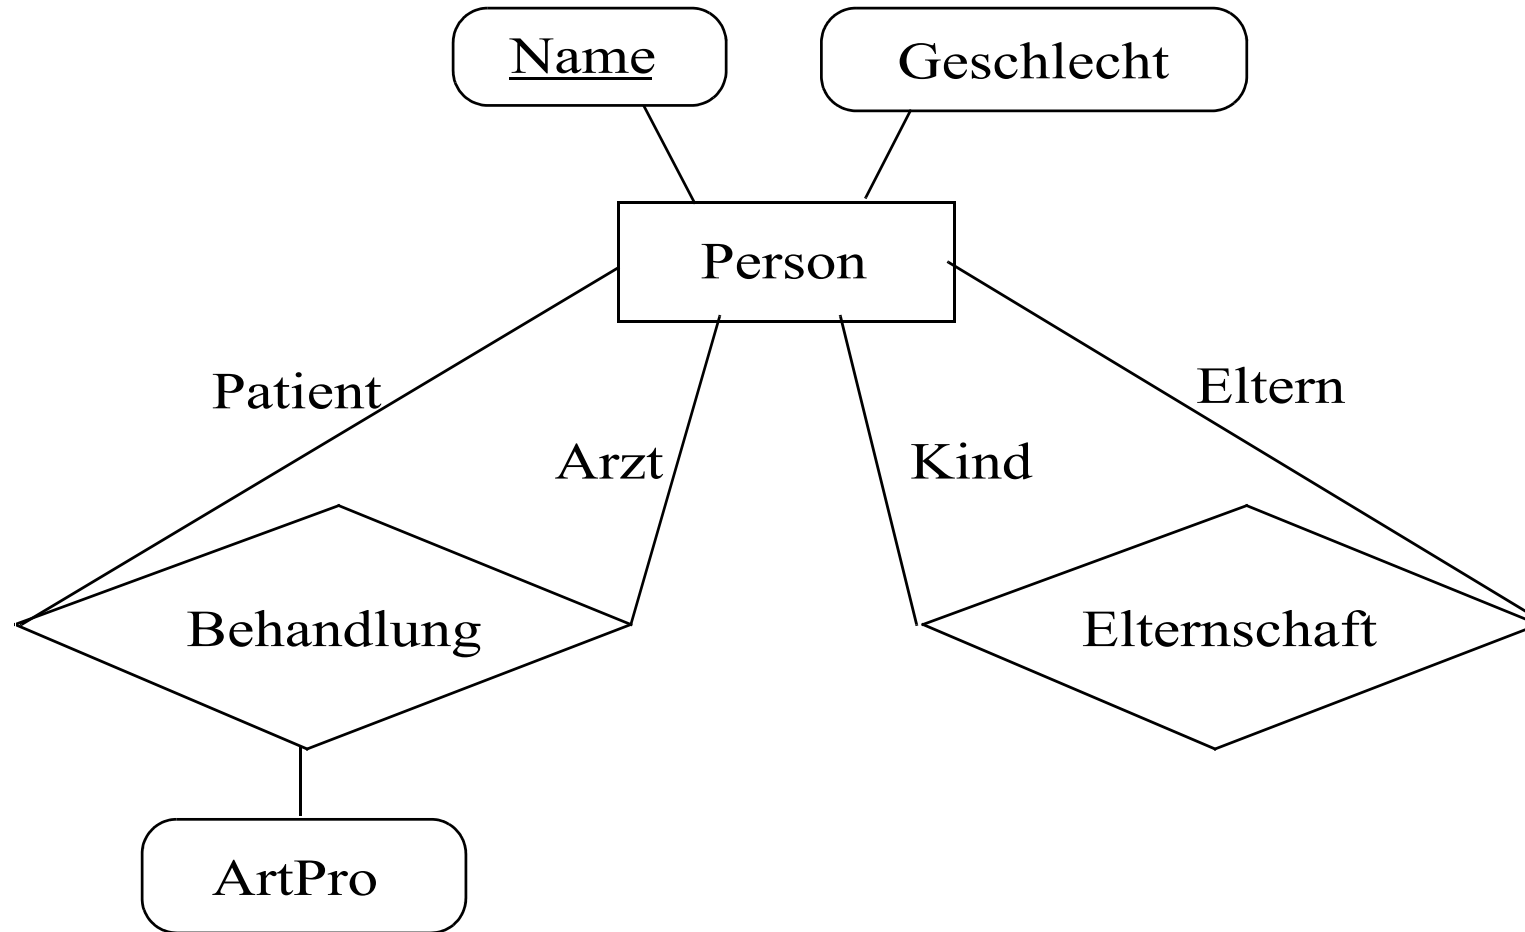 Name
Geschlecht
Person
Patient
Eltern
Arzt
Kind
Behandlung
Elternschaft
ArtPro